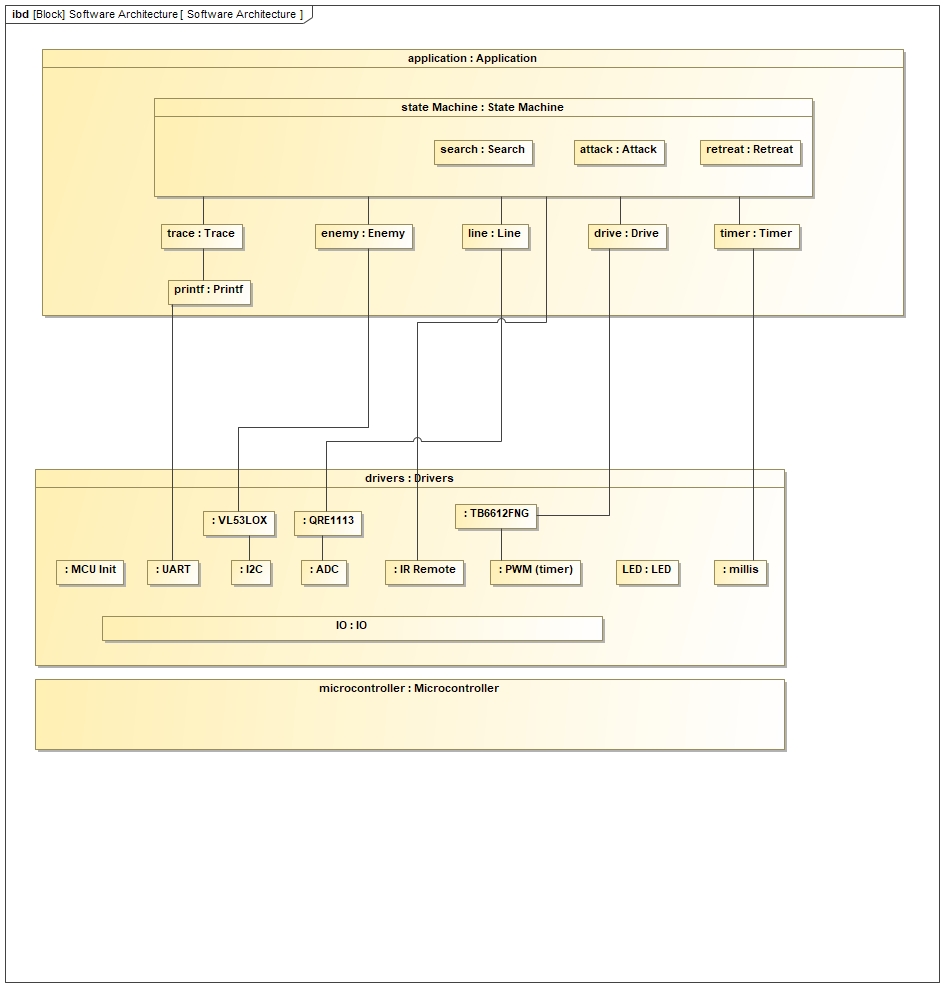 ibd [Block] Software Architecture[ Software Architecture ]
application : Application
state Machine : State Machine
search : Search
attack : Attack
retreat : Retreat
trace : Trace
enemy : Enemy
line : Line
drive : Drive
timer : Timer
printf : Printf
drivers : Drivers
: VL53LOX
: QRE1113
: TB6612FNG
: MCU Init
: UART
: I2C
: ADC
: IR Remote
: PWM (timer)
LED : LED
: millis
IO : IO
microcontroller : Microcontroller